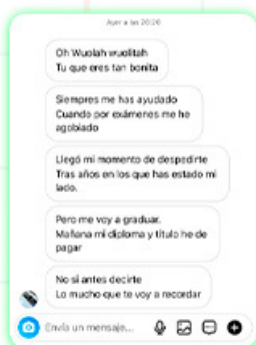 Ayer a las 20:20
Oh Wuolah wuolitah
Tu que eres tan bonita
Siempres me has ayudado
Cuando por exámenes me he
agobiado
Llegó mi momento de despedirte
Tras años en los que has estado mi
lado.
Pero me voy a graduar.
Mañana mi diploma y título he de
pagar
No si antes decirte
Lo mucho que te voy a recordar
Envía un mensaje...